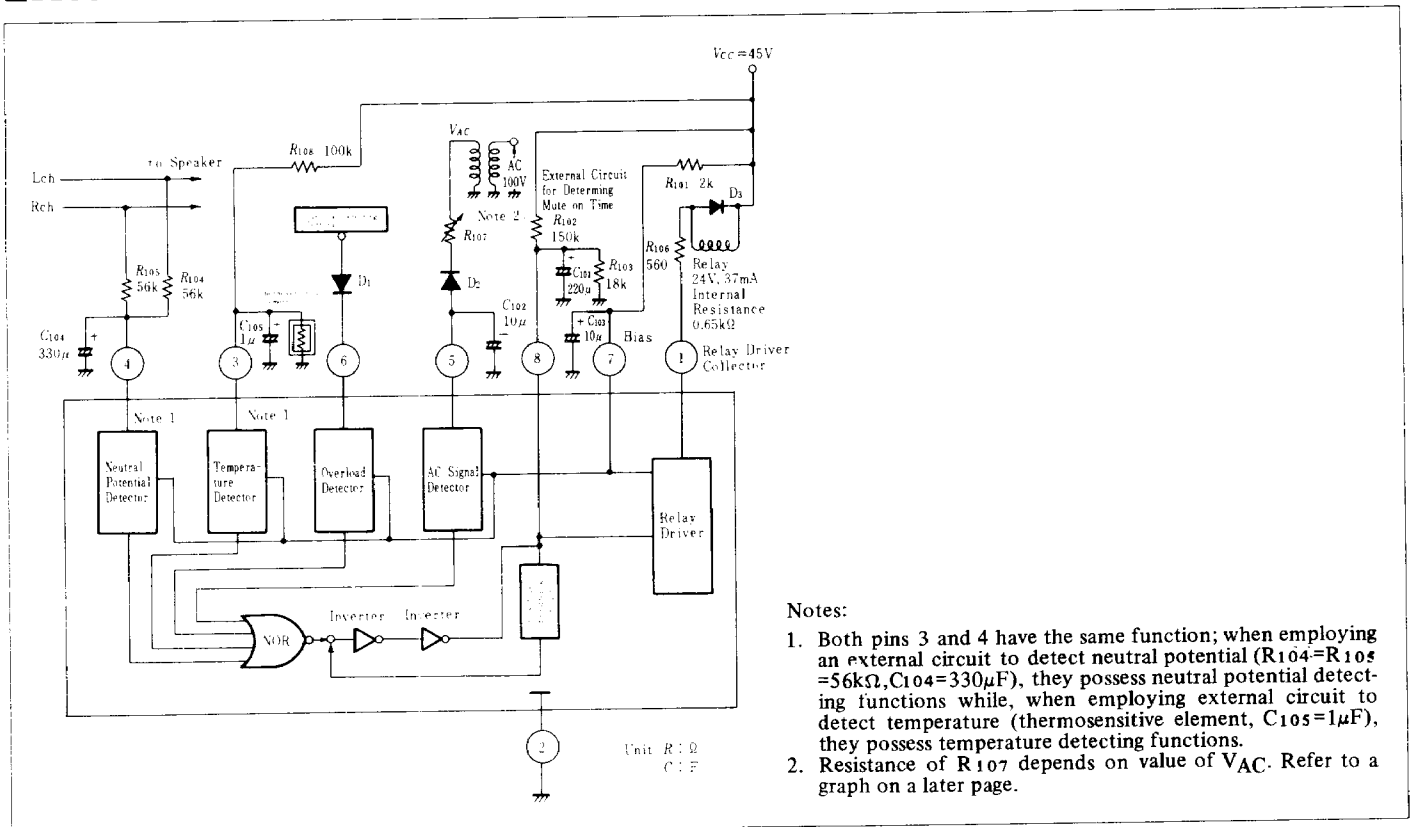 Vcc=45V
R108 100k
to Speaker
Lch
Rch
VAC
AC
100V
Note 2
R107
External Circuit
for Determing
Mute on Time
R102
150k
R101 2k
D3
R105
56k
R104
56k
D1
D2
C102
10μ
220μ
R103
18k
R106
560
Relay
24V, 37mA
Internal
Resistance
0.65kΩ
C104
330μ
C105
1μ
C103
10μ
Bias
4
3
6
5
8
7
1
Relay Driver
Collector
Note 1
Note 1
Neutral
Potential
Detector
Tempera-
ture
Detector
Overload
Detector
AC Signal
Detector
Relay
Driver
NOR
Inverter
Inverter
2
Unit R : Ω
C : F
Notes:
1. Both pins 3 and 4 have the same function; when employing
an external circuit to detect neutral potential (R104=R105
=56kΩ,C104=330μF), they possess neutral potential detect-
ing functions while, when employing external circuit to
detect temperature (thermosensitive element, C105=1μF),
they possess temperature detecting functions.
2. Resistance of R107 depends on value of VAC. Refer to a
graph on a later page.